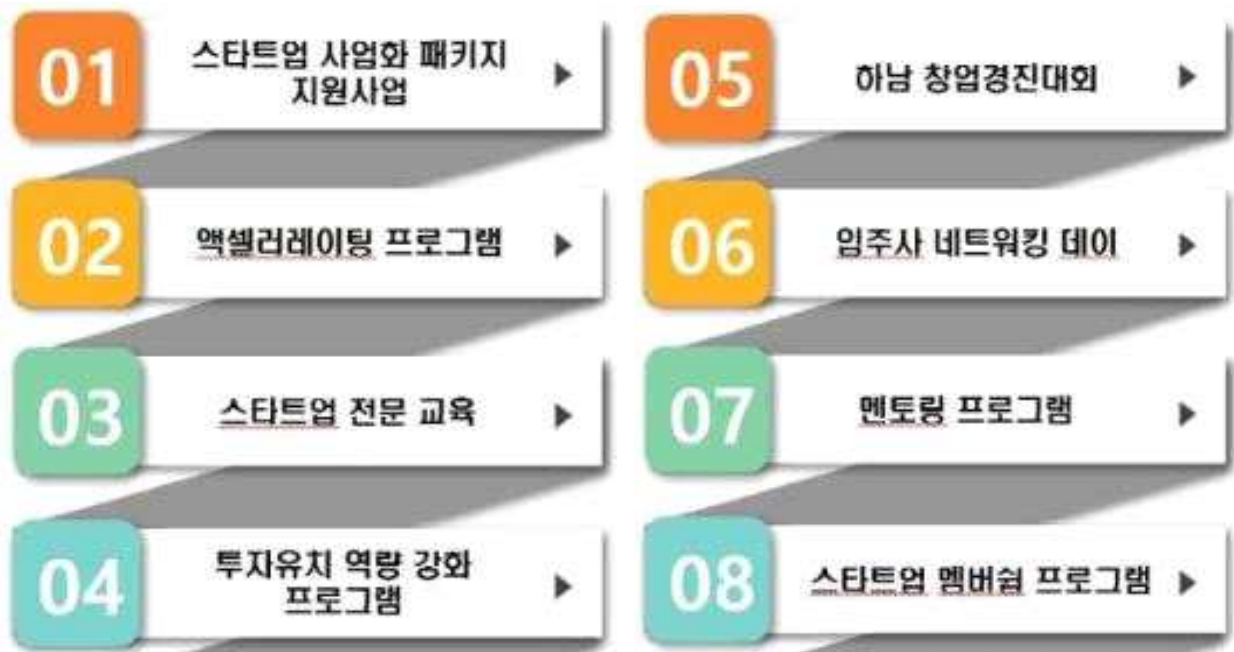 01
스타트업 사업화 패키지
지원사업
02
액셀러레이팅 프로그램
03
스타트업 전문 교육
04
투자유치 역량 강화
프로그램
05
하남 창업경진대회
06
입주사 네트워킹 데이
07
멘토링 프로그램
08
스타트업 멤버쉽 프로그램